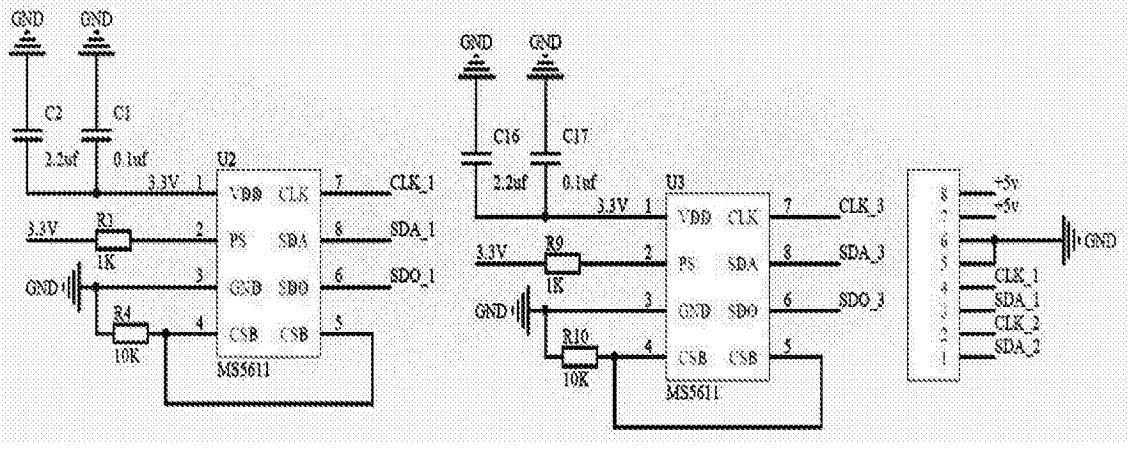 GND GND
C2 C1
2.2uf 0.1uf
U2
3.3V 1 VDD CLK 7 CLK_1
3.3V R1 2 PS SDA 8 SDA_1
1K
GND 3 GND SDO 6 SDO_1
R4 4 CSB CSB 5
10K
MS5611
GND GND
C16 C17
2.2uf 0.1uf
U3
3.3V 1 VDD CLK 7 CLK_3
3.3V R9 2 PS SDA 8 SDA_3
1K
GND 3 GND SDO 6 SDO_3
R10 4 CSB CSB 5
10K
MS5611
8 +5v
7 +5v
6 GND
5
4 CLK_1
3 SDA_1
2 CLK_2
1 SDA_2